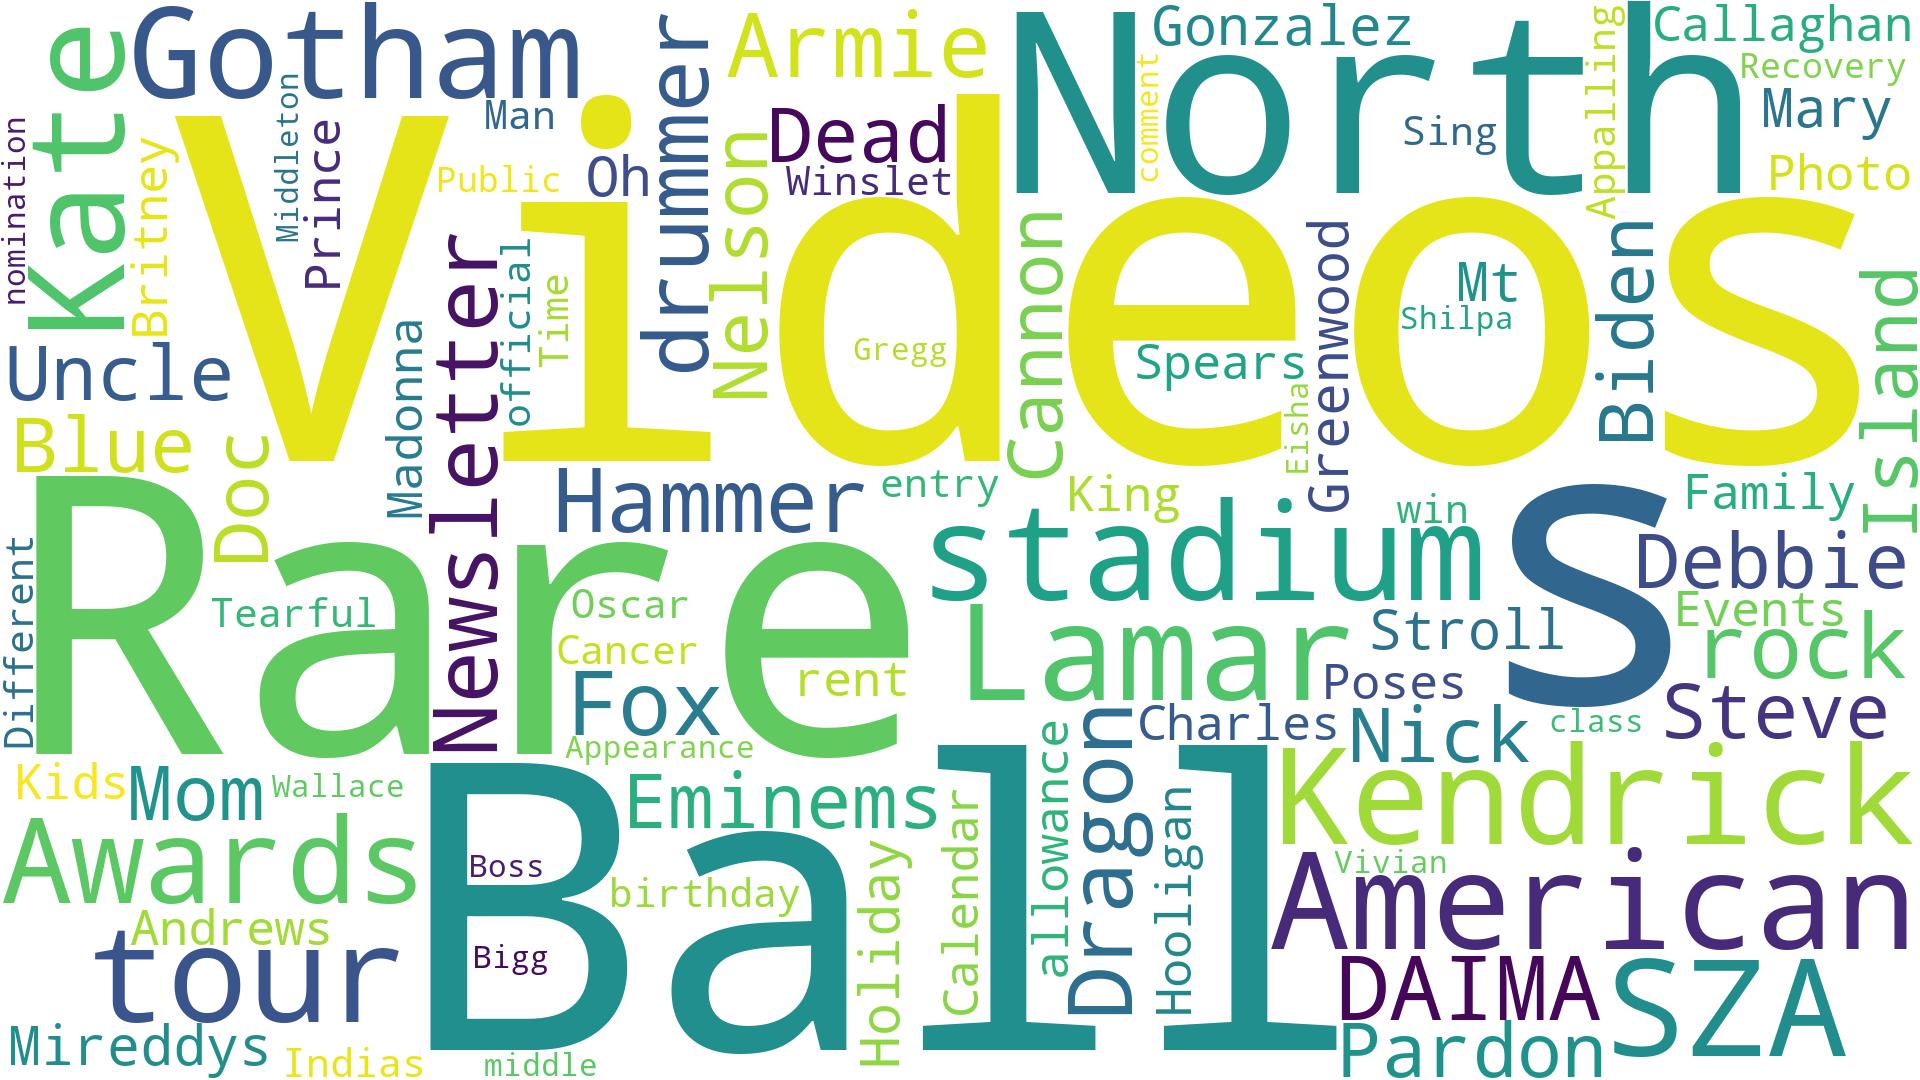 Gotham
Kate
nomination
Britney
Middleton
Prince
Man
Public
Oh
drummer
Armie
Nelson
Dead
Winslet
North
Gonzalez
comment
Sing
Appalling
Callaghan
Recovery
Mary
Photo
Videos
Uncle
Blue
Doc
Madonna
Newsletter
official
Time
Gregg
Cannon
Spears
Eisha
Greenwood
Mt
Shilpa
Biden
Island
Rare
Hammer
entry
King
stadium
win
S
Family
Debbie
Events
rock
Steve
Different
Tearful
Oscar
Cancer
rent
Fox
Appearance
Lamar
Stroll
Poses
Charles
Nick
class
Kids
Mom
Wallace
Awards
Andrews
tour
Mireddys
Indias
Ball
Eminems
Boss
birthday
Bigg
middle
Holiday
Calendar
allowance
Dragon
Hooligan
Kendrick
Vivian
American
DAIMA
SZA
Pardon